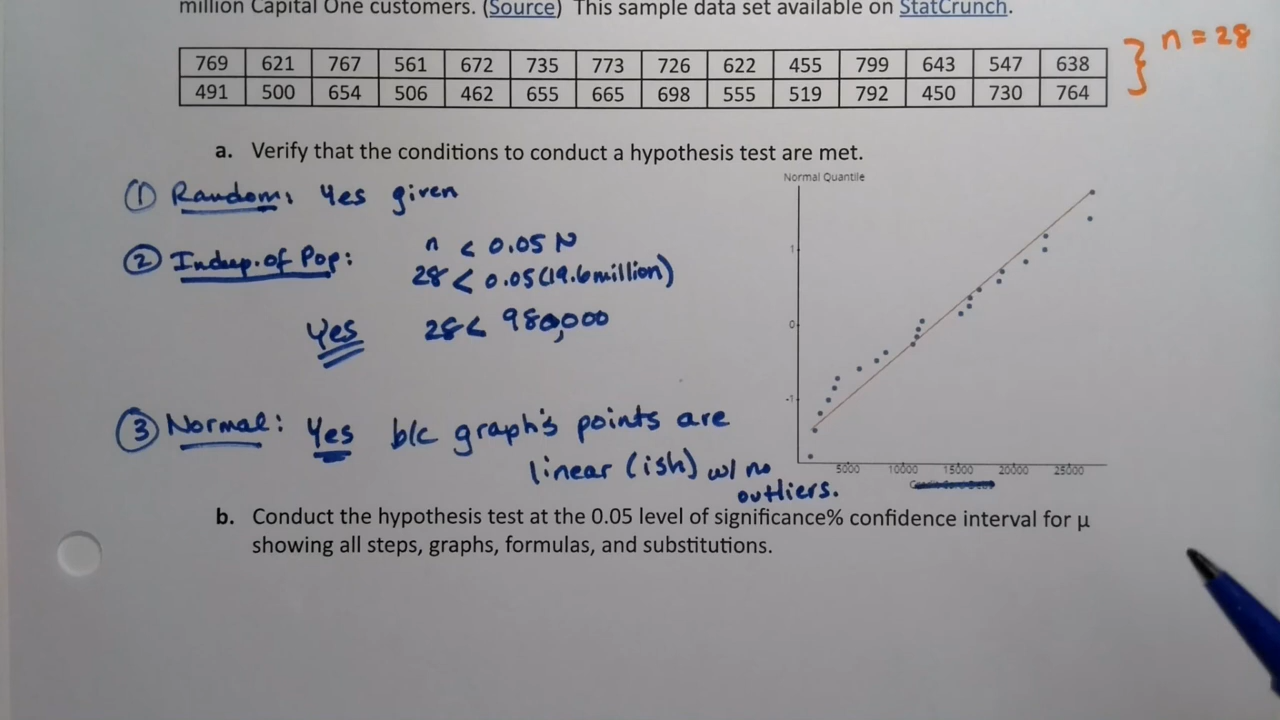 million Capital One customers. (Source) This sample data set available on StatCrunch.
769 621 767 561 672 735 773 726 622 455 799 643 547 638
491 500 654 506 462 655 665 698 555 519 792 450 730 764
} n = 28
a. Verify that the conditions to conduct a hypothesis test are met.
① Random: Yes given
② Indep. of Pop:
n < 0.05 N
28 < 0.05 (19.6 million)
Yes 28 < 980,000
③ Normal: Yes b/c graph's points are
linear (ish) w/ no
outliers.
Normal Quantile
1
0
-1
5000 10000 15000 20000 25000
b. Conduct the hypothesis test at the 0.05 level of significance% confidence interval for μ
showing all steps, graphs, formulas, and substitutions.